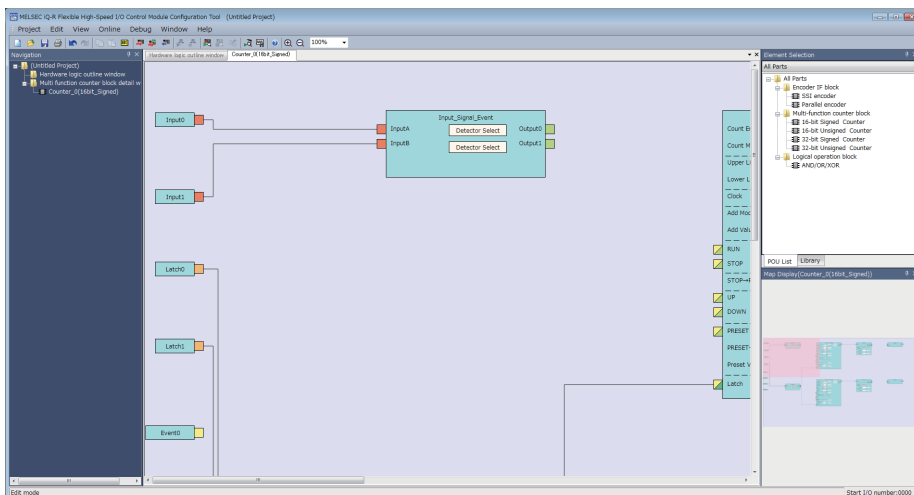 MELSEC iQ-R Flexible High-Speed I/O Control Module Configuration Tool (Untitled Project)
Project Edit View Online Debug Window Help
100%
Navigation
(Untitled Project)
Hardware logic outline window
Multi function counter block detail w
Counter_0(16bit_Signed)
Hardware logic outline window
Counter_0(16bit_Signed)
Input0
Input1
Latch0
Latch1
Event0
Input_Signal_Event
InputA
Detector Select
Output0
InputB
Detector Select
Output1
Count E
Count M
Upper Li
Lower L
Clock
Add Mod
Add Valu
RUN
STOP
UP
DOWN
PRESET
PRESET-
Preset V
Latch
Element Selection
All Parts
All Parts
Encoder IF block
SSI encoder
Parallel encoder
Multi-function counter block
16-bit Signed Counter
16-bit Unsigned Counter
32-bit Signed Counter
32-bit Unsigned Counter
Logical operation block
AND/OR/XOR
POU List
Library
Map Display(Counter_0(16bit_Signed))
Edit mode
Start I/O number:0000